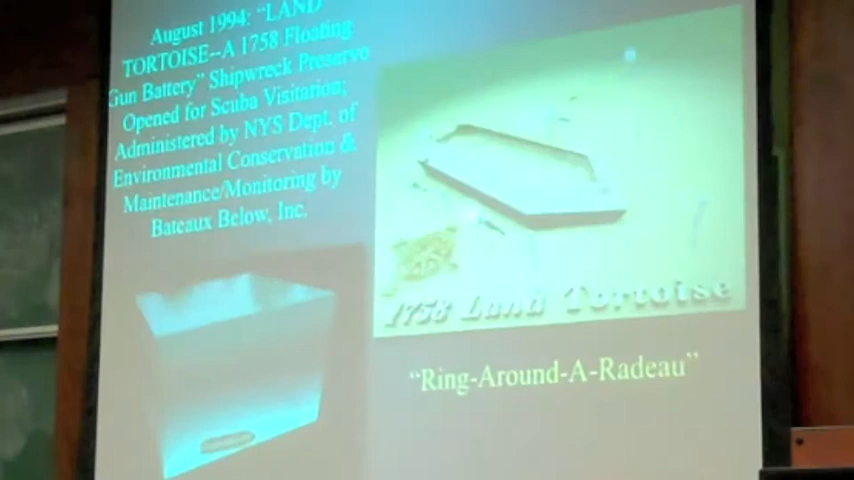 August 1994: "LAND
TORTOISE--A 1758 Floating
Gun Battery" Shipwreck Preserve
Opened for Scuba Visitation;
Administered by NYS Dept. of
Environmental Conservation &
Maintenance/Monitoring by
Bateaux Below, Inc.
1758 Land Tortoise
"Ring-Around-A-Radeau"